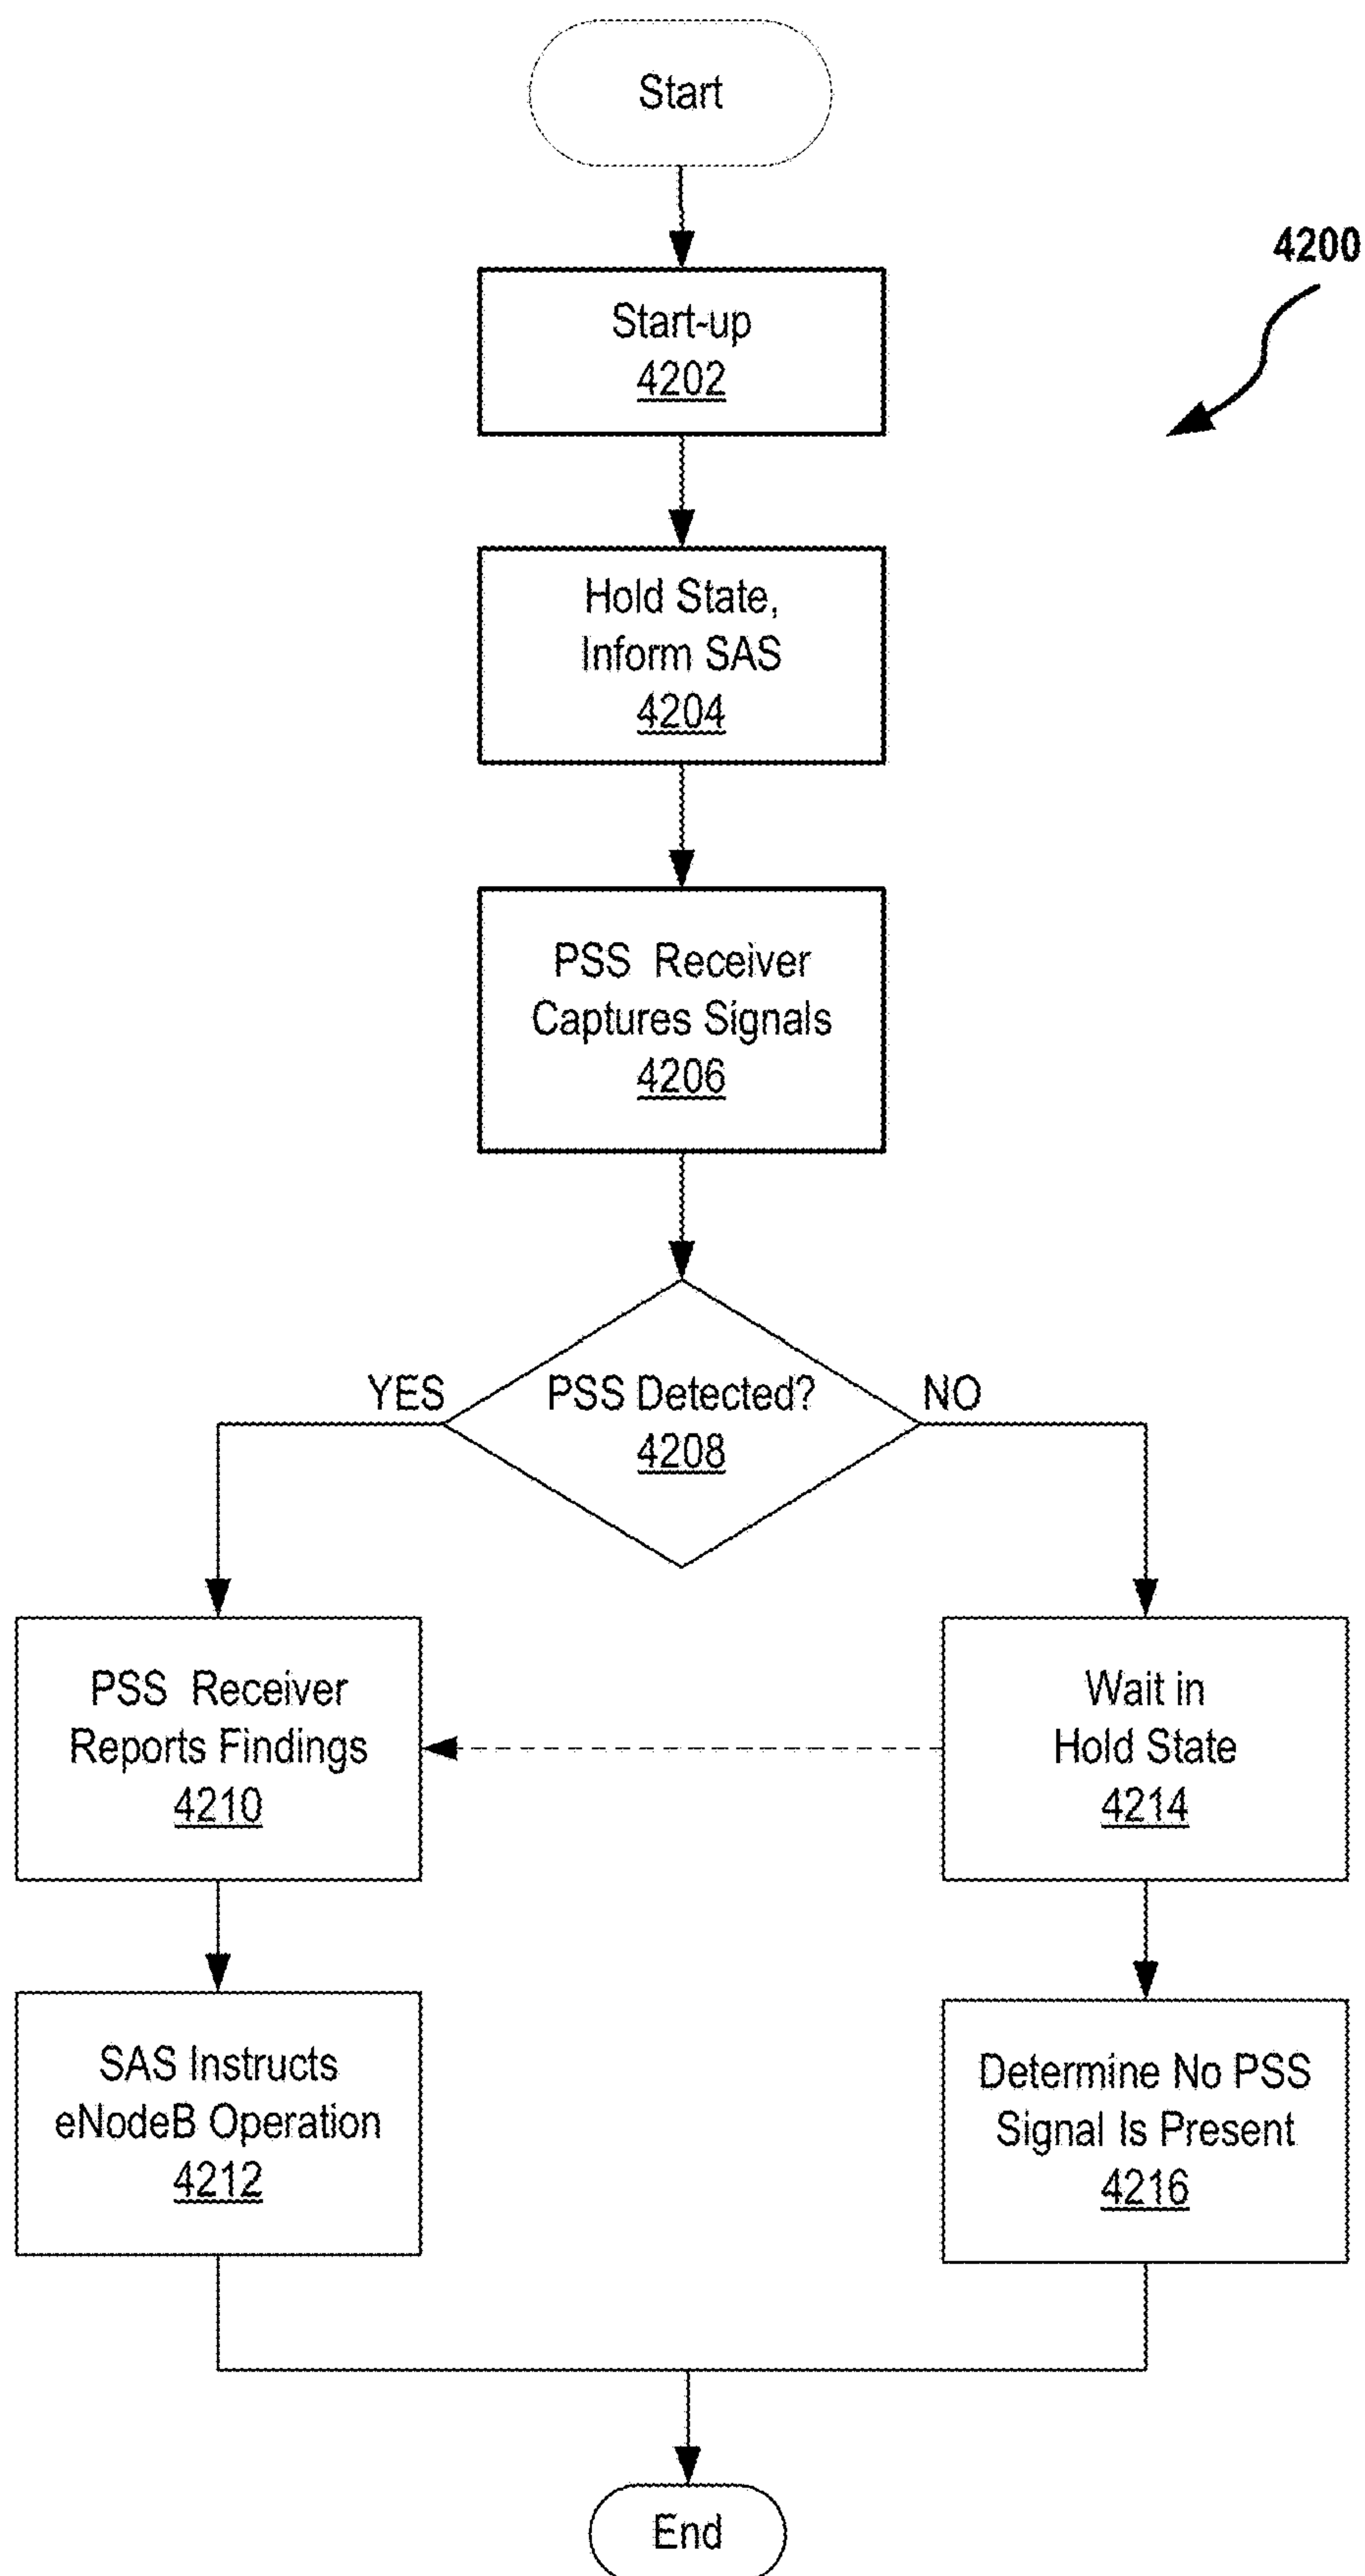 Start
4200
Start-up
4202
Hold State,
Inform SAS
4204
PSS Receiver
Captures Signals
4206
YES
PSS Detected?
4208
NO
PSS Receiver
Reports Findings
4210
Wait in
Hold State
4214
SAS Instructs
eNodeB Operation
4212
Determine No PSS
Signal Is Present
4216
End